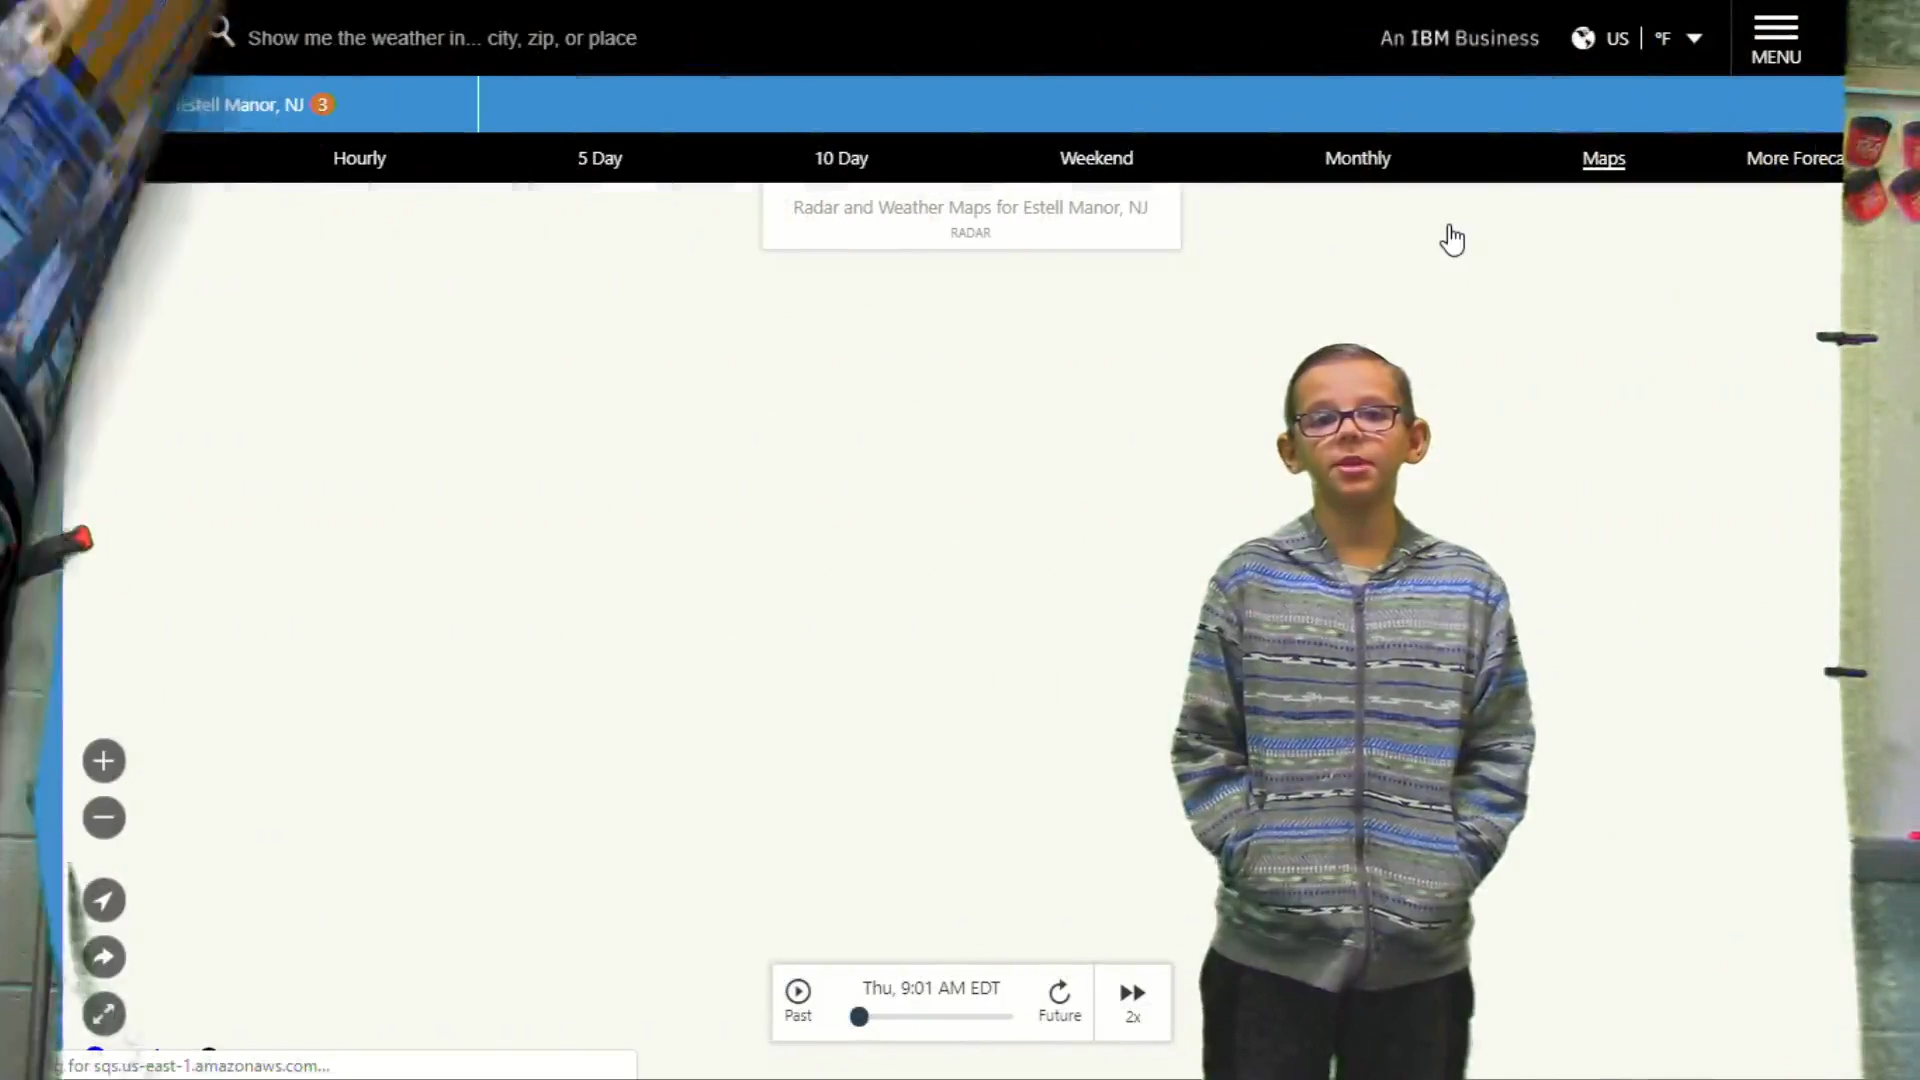 Show me the weather in... city, zip, or place
An IBM Business
US
°F
MENU
Estell Manor, NJ 3
Hourly
5 Day
10 Day
Weekend
Monthly
Maps
More Foreca
Radar and Weather Maps for Estell Manor, NJ
RADAR
Thu, 9:01 AM EDT
Past
Future
2x
g for sqs.us-east-1.amazonaws.com...